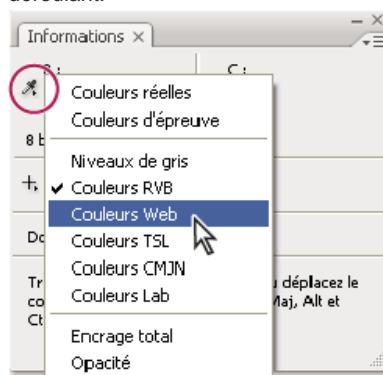 déroulant.
Informations ×
C :
Couleurs réelles
Couleurs d'épreuve
8 b
Niveaux de gris
Couleurs RVB
Couleurs Web
Do
Couleurs TSL
Couleurs CMJN
Tr
déplacez le
Couleurs Lab
co
Maj, Alt et
Ct
Encrage total
Opacité